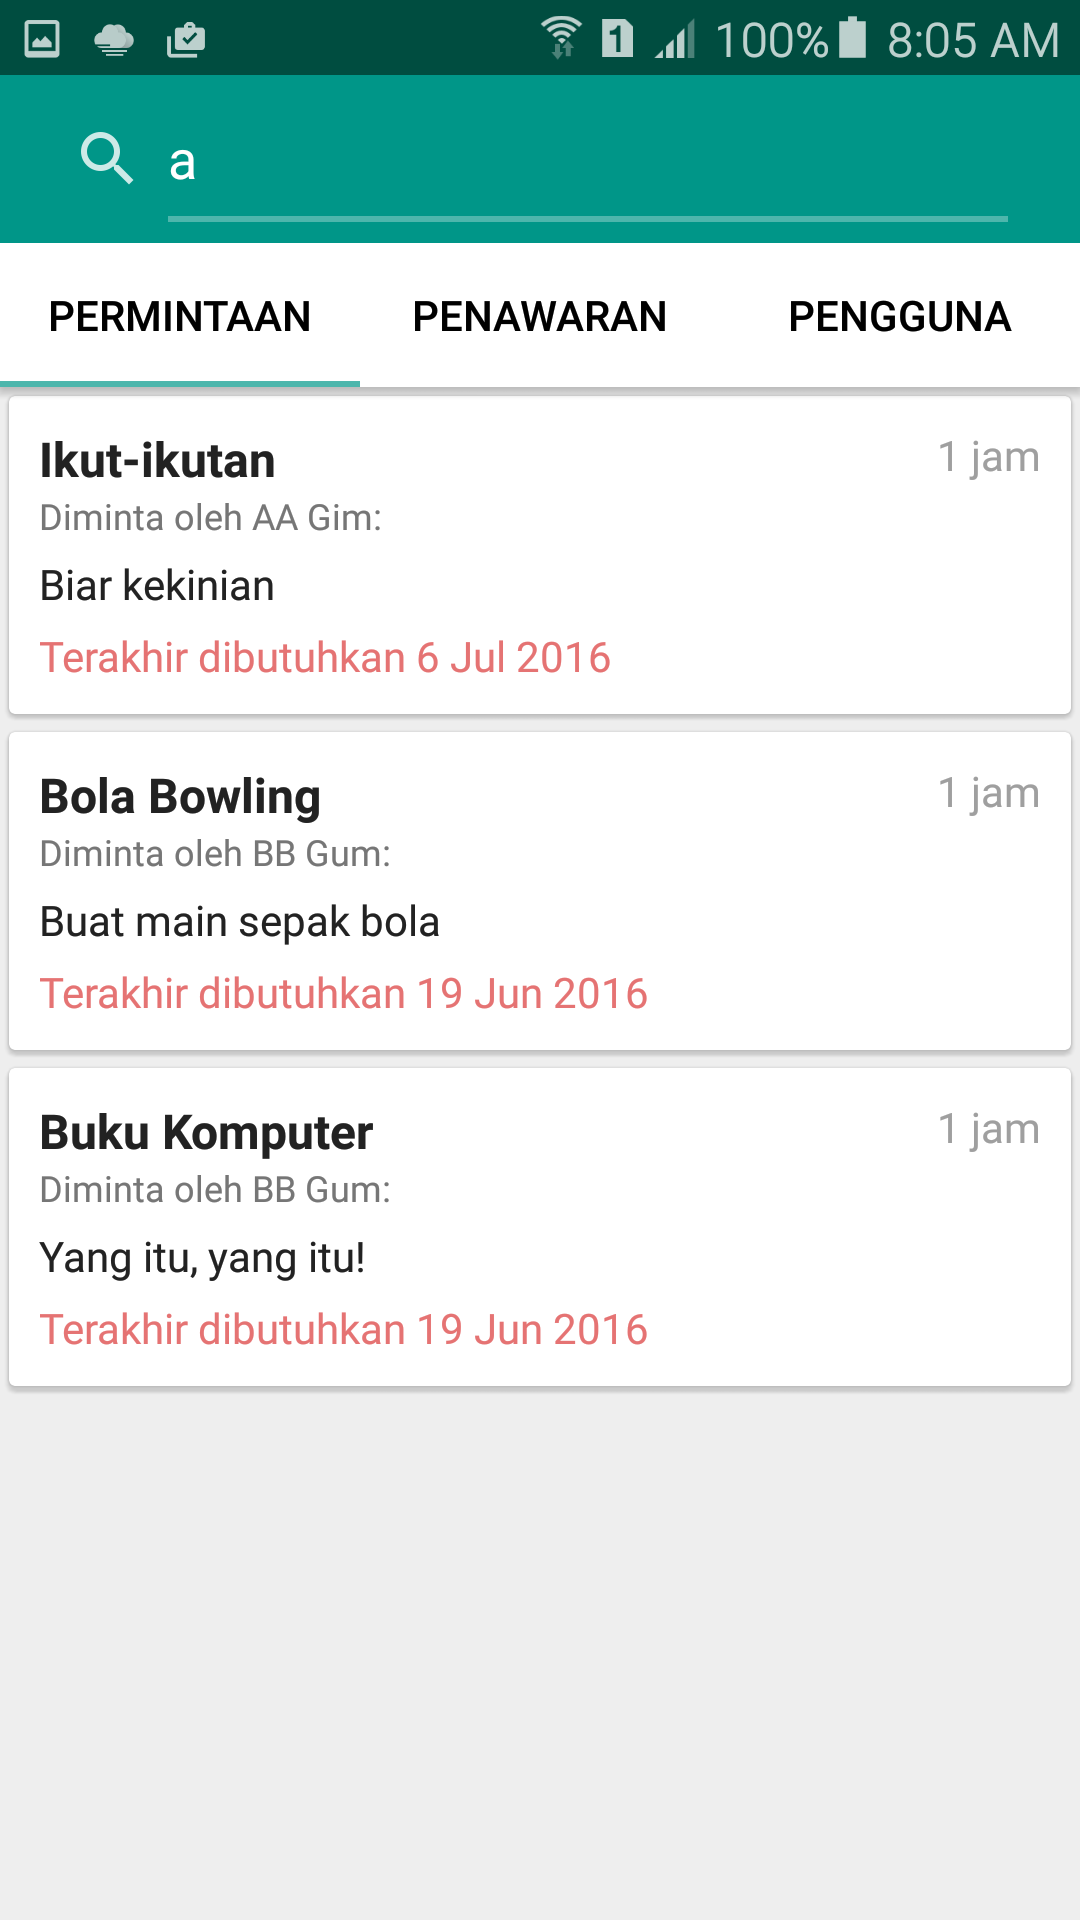 1 100% 8:05 AM
a
PERMINTAAN PENAWARAN PENGGUNA
Ikut-ikutan 1 jam
Diminta oleh AA Gim:
Biar kekinian
Terakhir dibutuhkan 6 Jul 2016
Bola Bowling 1 jam
Diminta oleh BB Gum:
Buat main sepak bola
Terakhir dibutuhkan 19 Jun 2016
Buku Komputer 1 jam
Diminta oleh BB Gum:
Yang itu, yang itu!
Terakhir dibutuhkan 19 Jun 2016